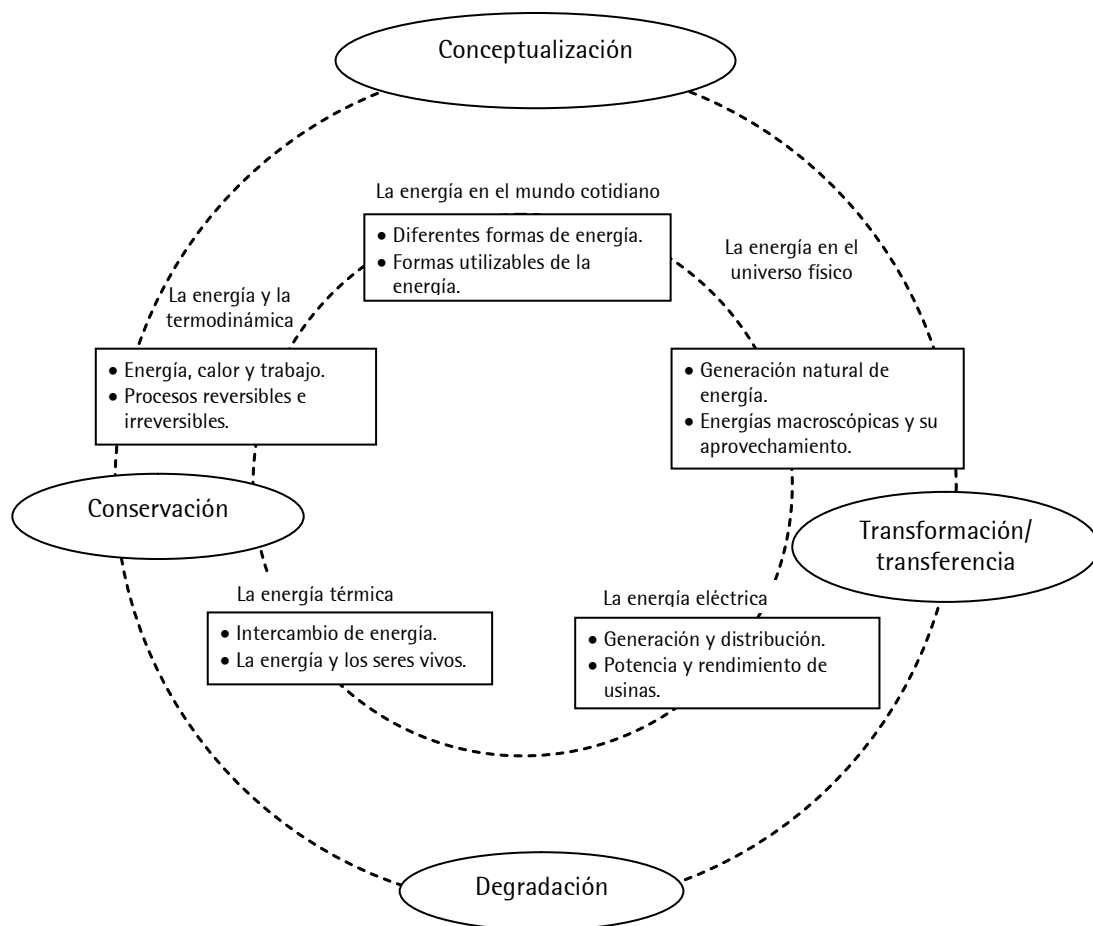 Conceptualización
La energía en el mundo cotidiano
• Diferentes formas de energía.
• Formas utilizables de la
energía.
La energía en el
universo físico
La energía y la
termodinámica
• Energía, calor y trabajo.
• Procesos reversibles e
irreversibles.
• Generación natural de
energía.
• Energías macroscópicas y su
aprovechamiento.
Conservación
Transformación/
transferencia
La energía térmica
• Intercambio de energía.
• La energía y los seres vivos.
La energía eléctrica
• Generación y distribución.
• Potencia y rendimiento de
usinas.
Degradación